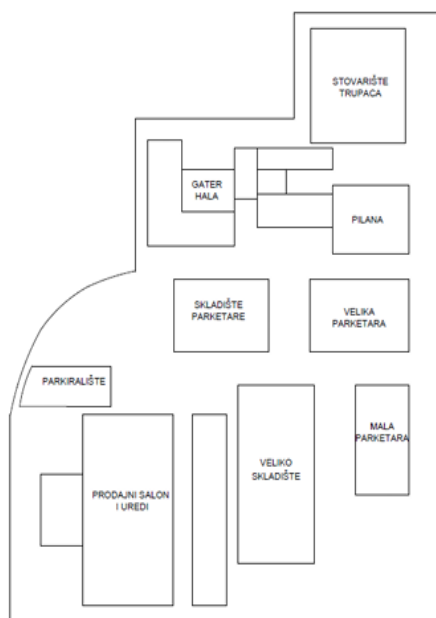 STOVARIŠTE
TRUPACA
GATER
HALA
PILANA
SKLADIŠTE
PARKETARE
VELIKA
PARKETARA
PARKIRALIŠTE
MALA
PARKETARA
VELIKO
SKLADIŠTE
PRODAJNI SALON
I UREDI